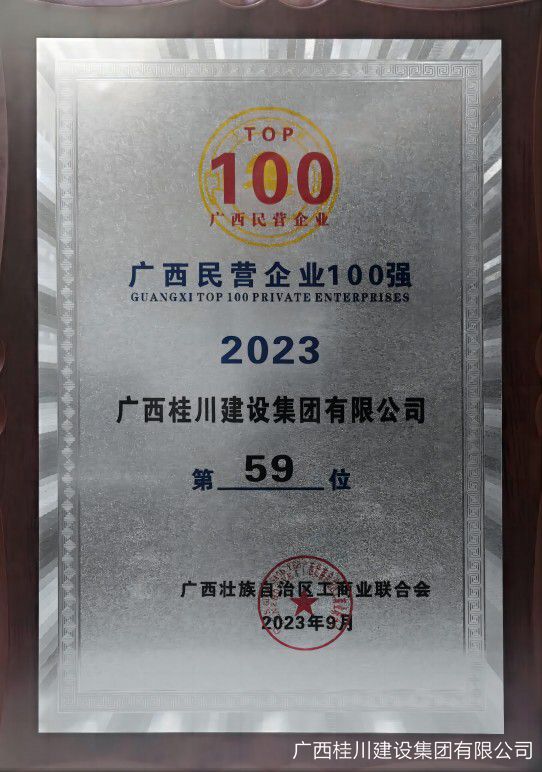 TOP
100
广西民营企业
广西民营企业100强
GUANGXI TOP 100 PRIVATE ENTERPRISES
2023
广西桂川建设集团有限公司
第 59 位
广西壮族自治区工商业联合会
2023年9月
广西桂川建设集团有限公司